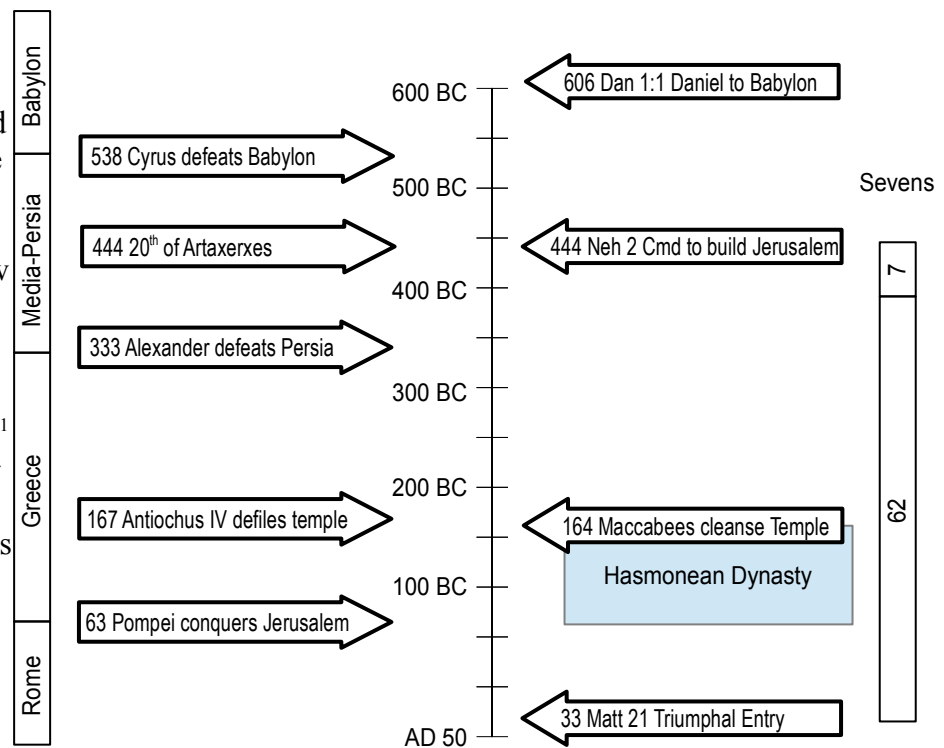 Babylon
Media-Persia
Greece
Rome
606 Dan 1:1 Daniel to Babylon
600 BC
538 Cyrus defeats Babylon
500 BC
Sevens
444 20th of Artaxerxes
444 Neh 2 Cmd to build Jerusalem
7
400 BC
333 Alexander defeats Persia
300 BC
200 BC
62
167 Antiochus IV defiles temple
164 Maccabees cleanse Temple
Hasmonean Dynasty
100 BC
63 Pompei conquers Jerusalem
33 Matt 21 Triumphal Entry
AD 50